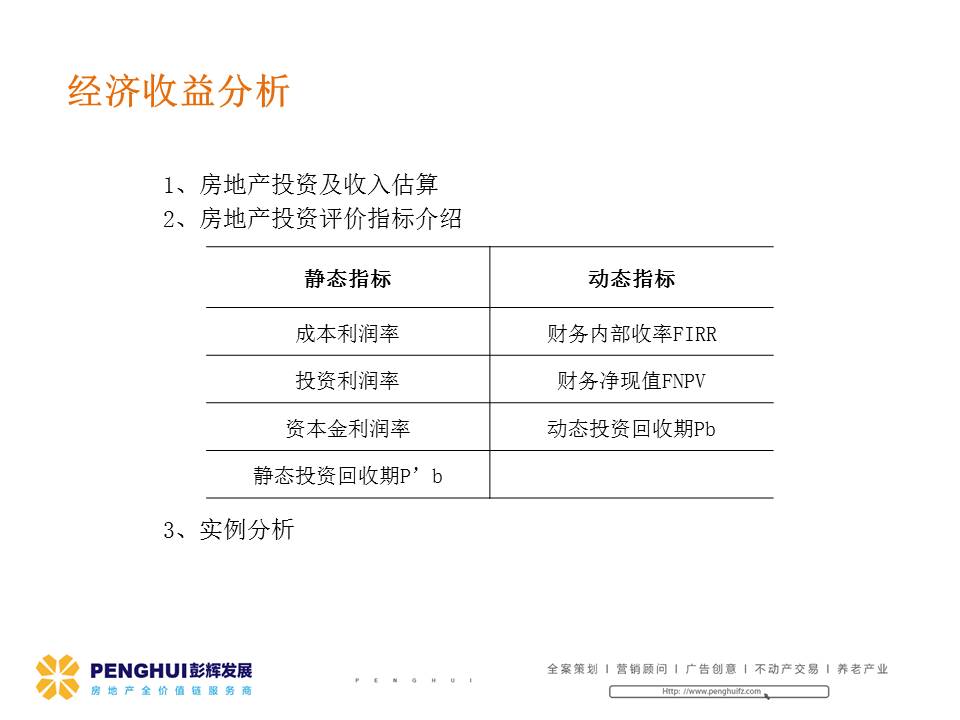 经济收益分析
1、房地产投资及收入估算
2、房地产投资评价指标介绍
静态指标 动态指标
成本利润率 财务内部收率FIRR
投资利润率 财务净现值FNPV
资本金利润率 动态投资回收期Pb
静态投资回收期P’b
3、实例分析
PENGHUI彭辉发展
房地产全价值链服务商
PENGHUI
全案策划 | 营销顾问 | 广告创意 | 不动产交易 | 养老产业
Http: //www.penghuifz.com